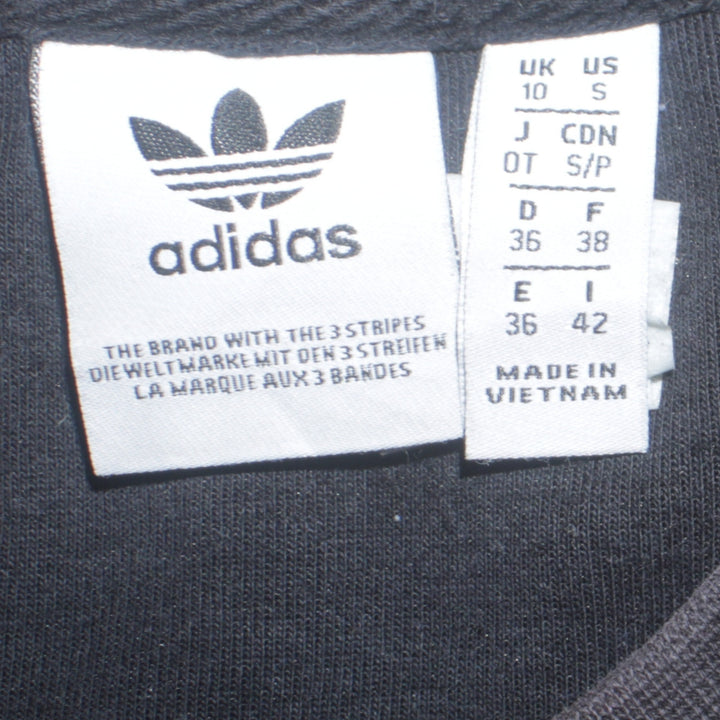 adidas
THE BRAND WITH THE 3 STRIPES
DIE WELTMARKE MIT DEN 3 STREIFEN
LA MARQUE AUX 3 BANDES
UK US
10 S
J CDN
OT S/P
D F
36 38
E I
36 42
MADE IN
VIETNAM